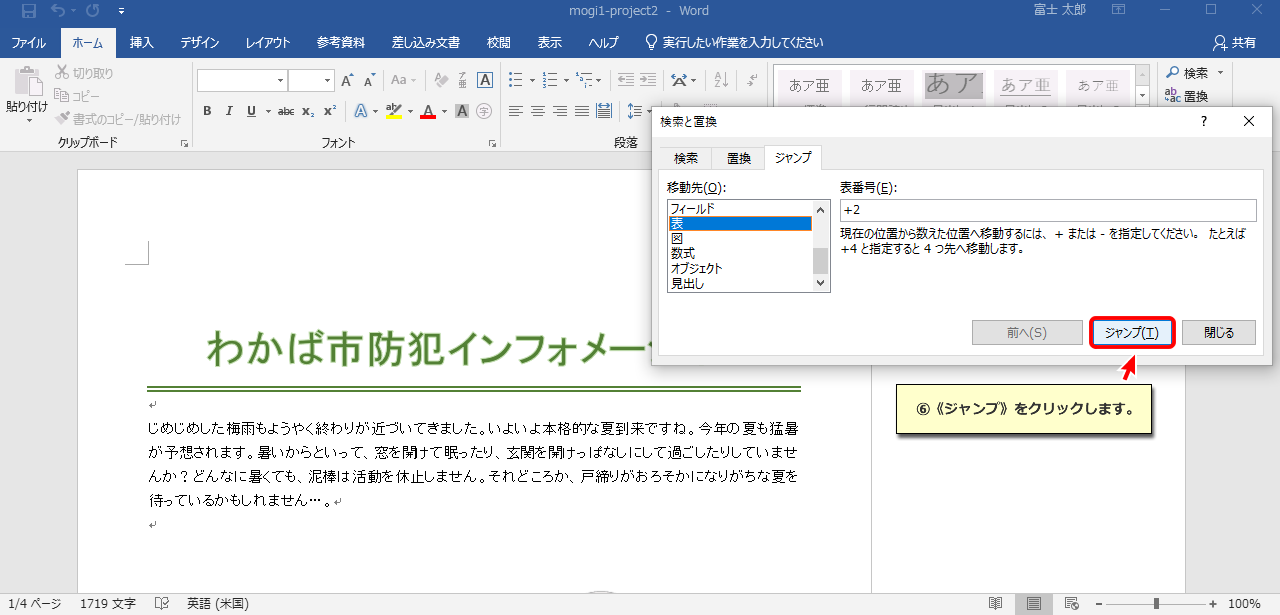 mogi1-project2 - Word
富士 太郎
ファイル ホーム 挿入 デザイン レイアウト 参考資料 差し込み文書 校閲 表示 ヘルプ 実行したい作業を入力してください 共有
貼り付け
切り取り
コピー
書式のコピー/貼り付け
クリップボード
Aa
A
B I U abc x₂ x²
A ab A A 字
フォント
段落
あア亜 あア亜 あア あア亜 あア亜
検索
置換
検索と置換
? ×
検索 置換 ジャンプ
移動先(O):
フィールド
表
図
数式
オブジェクト
見出し
表番号(E):
+2
現在の位置から数えた位置へ移動するには、+ または - を指定してください。 たとえば
+4 と指定すると 4 つ先へ移動します。
前へ(S) ジャンプ(T) 閉じる
⑥《ジャンプ》をクリックします。
わかば市防犯インフォメー
じめじめした梅雨もようやく終わりが近づいてきました。いよいよ本格的な夏到来ですね。今年の夏も猛暑
が予想されます。暑いからといって、窓を開けて眠ったり、玄関を開けっぱなしにして過ごしたりしていませ
んか？どんなに暑くても、泥棒は活動を休止しません。それどころか、戸締りがおろそかになりがちな夏を
待っているかもしれません…。
1/4 ページ 1719 文字 英語 (米国) 100%